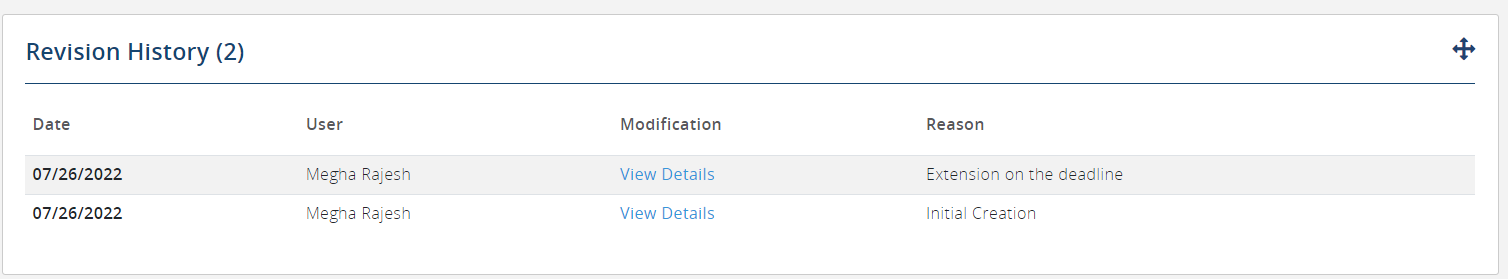 Revision History (2)
Date User Modification Reason
07/26/2022 Megha Rajesh View Details Extension on the deadline
07/26/2022 Megha Rajesh View Details Initial Creation